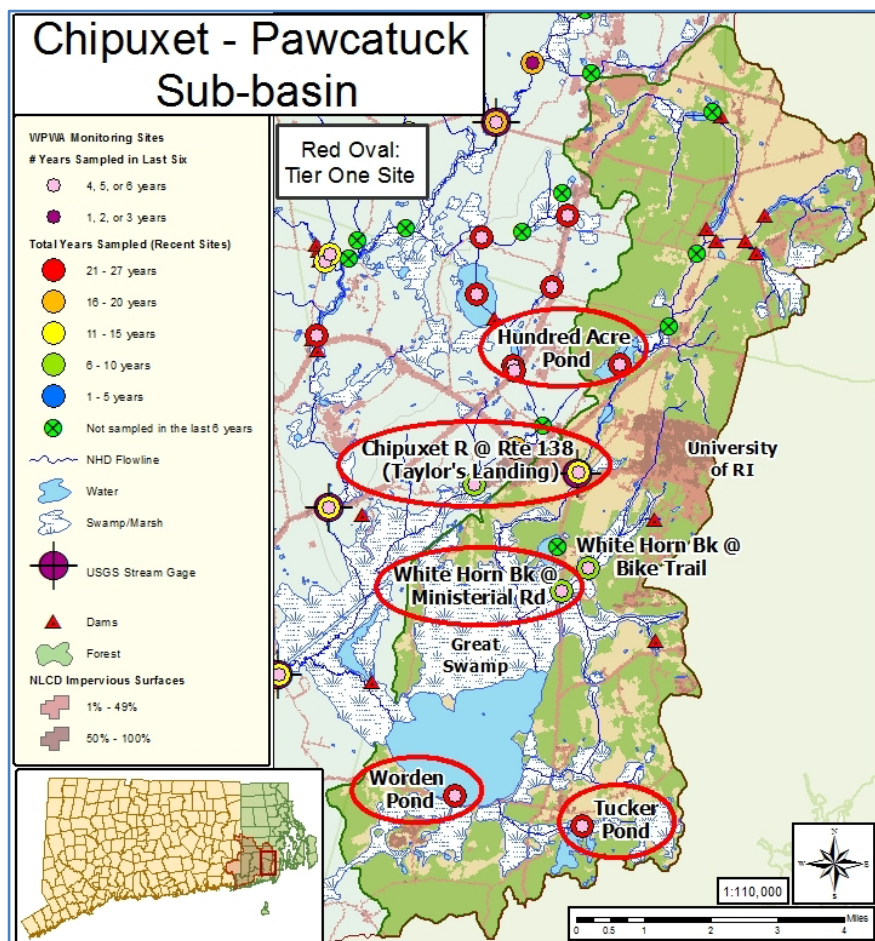 Chipuxet - Pawcatuck
Sub-basin
WPWA Monitoring Sites
# Years Sampled in Last Six
4, 5, or 6 years
1, 2, or 3 years
Total Years Sampled (Recent Sites)
21 - 27 years
16 - 20 years
11 - 15 years
6 - 10 years
1 - 5 years
Not sampled in the last 6 years
NHD Flowline
Water
Swamp/Marsh
USGS Stream Gage
Dams
Forest
NLCD Impervious Surfaces
1% - 49%
50% - 100%
Red Oval:
Tier One Site
Hundred Acre
Pond
Chipuxet R @ Rte 138
(Taylor's Landing)
University
of RI
White Horn Bk @
Bike Trail
White Horn Bk @
Ministerial Rd
Great
Swamp
Worden
Pond
Tucker
Pond
N
W
E
S
1:110,000
Miles
0 0.5 1 2 3 4